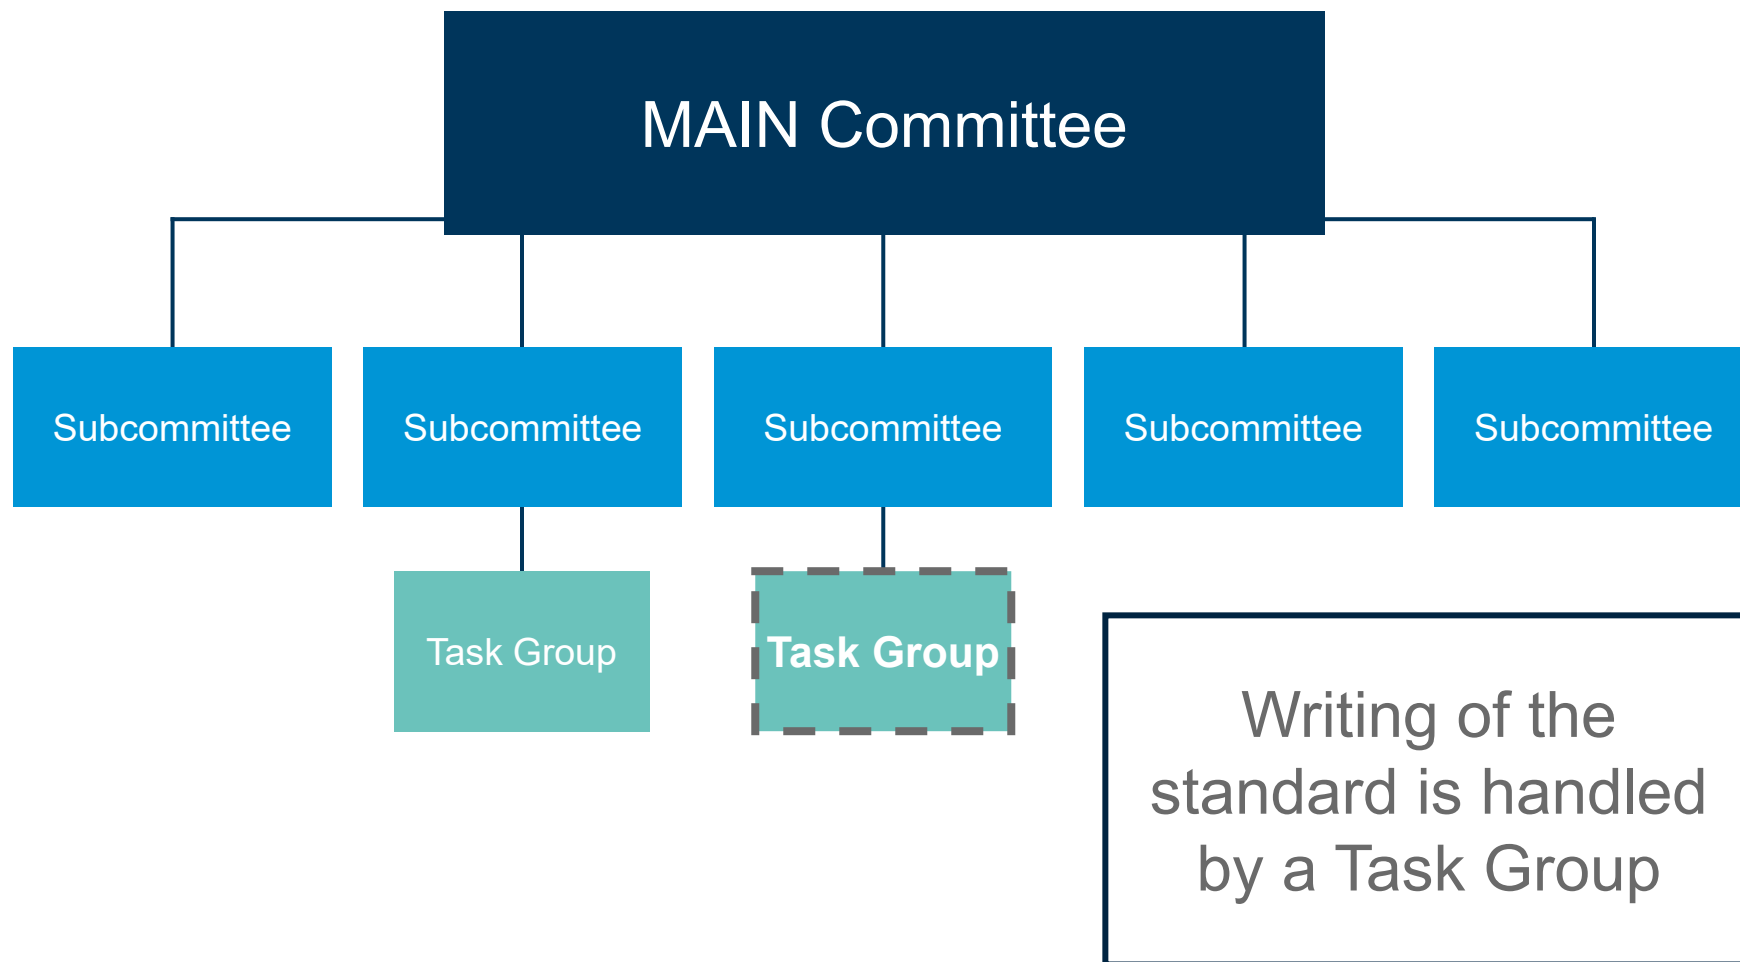 MAIN Committee
Subcommittee
Subcommittee
Subcommittee
Subcommittee
Subcommittee
Task Group
Task Group
Writing of the
standard is handled
by a Task Group